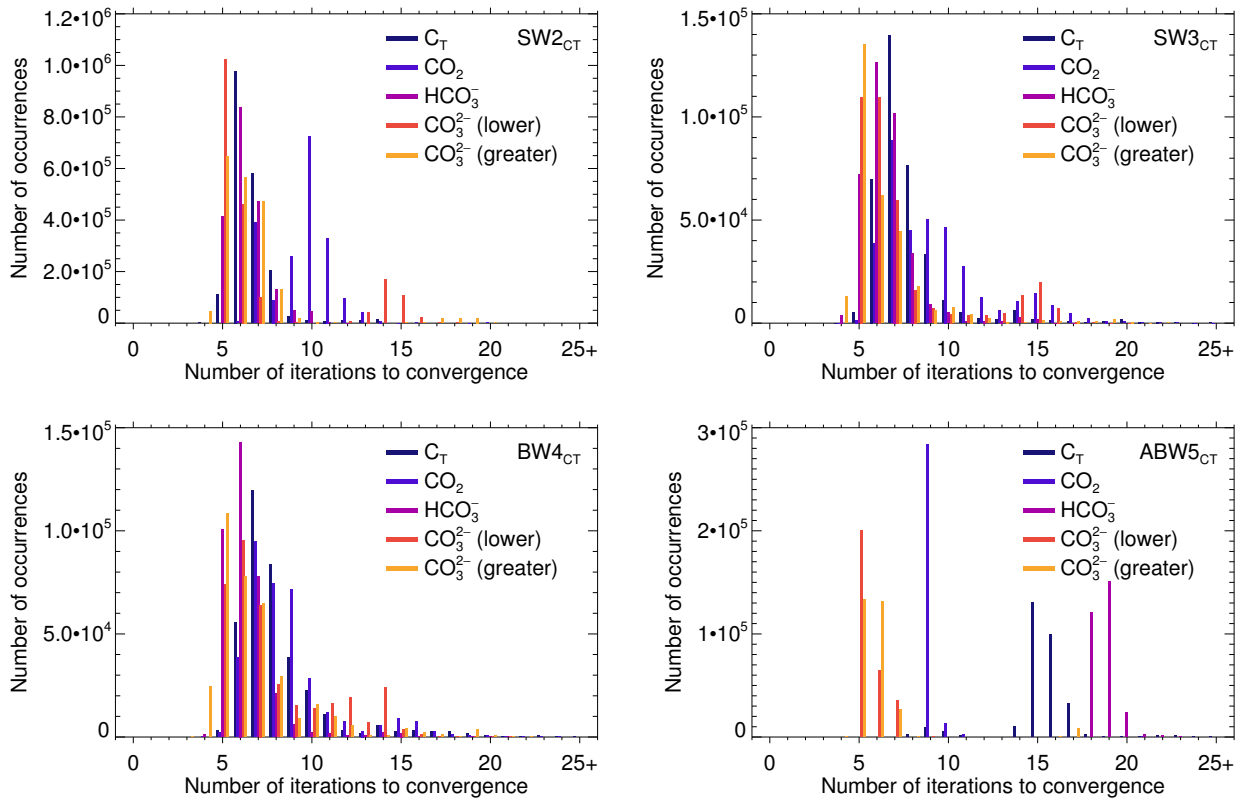 1.2•10⁶
1.0•10⁶
8.0•10⁵
6.0•10⁵
4.0•10⁵
2.0•10⁵
0
Number of occurrences
C_T
CO₂
HCO₃⁻
CO₃²⁻ (lower)
CO₃²⁻ (greater)
SW2_CT
0 5 10 15 20 25+
Number of iterations to convergence
1.5•10⁵
1.0•10⁵
5.0•10⁴
0
Number of occurrences
C_T
CO₂
HCO₃⁻
CO₃²⁻ (lower)
CO₃²⁻ (greater)
SW3_CT
0 5 10 15 20 25+
Number of iterations to convergence
1.5•10⁵
1.0•10⁵
5.0•10⁴
0
Number of occurrences
C_T
CO₂
HCO₃⁻
CO₃²⁻ (lower)
CO₃²⁻ (greater)
BW4_CT
0 5 10 15 20 25+
Number of iterations to convergence
3•10⁵
2•10⁵
1•10⁵
0
Number of occurrences
C_T
CO₂
HCO₃⁻
CO₃²⁻ (lower)
CO₃²⁻ (greater)
ABW5_CT
0 5 10 15 20 25+
Number of iterations to convergence